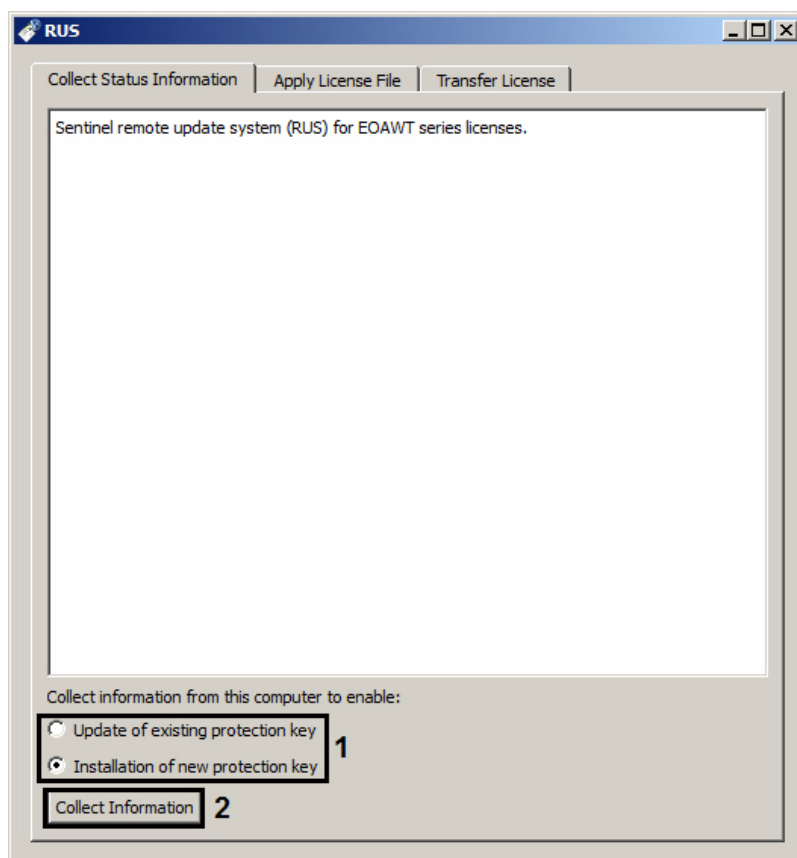 RUS
Collect Status Information Apply License File Transfer License
Sentinel remote update system (RUS) for EOAWT series licenses.
Collect information from this computer to enable:
Update of existing protection key
1
Installation of new protection key
Collect Information 2